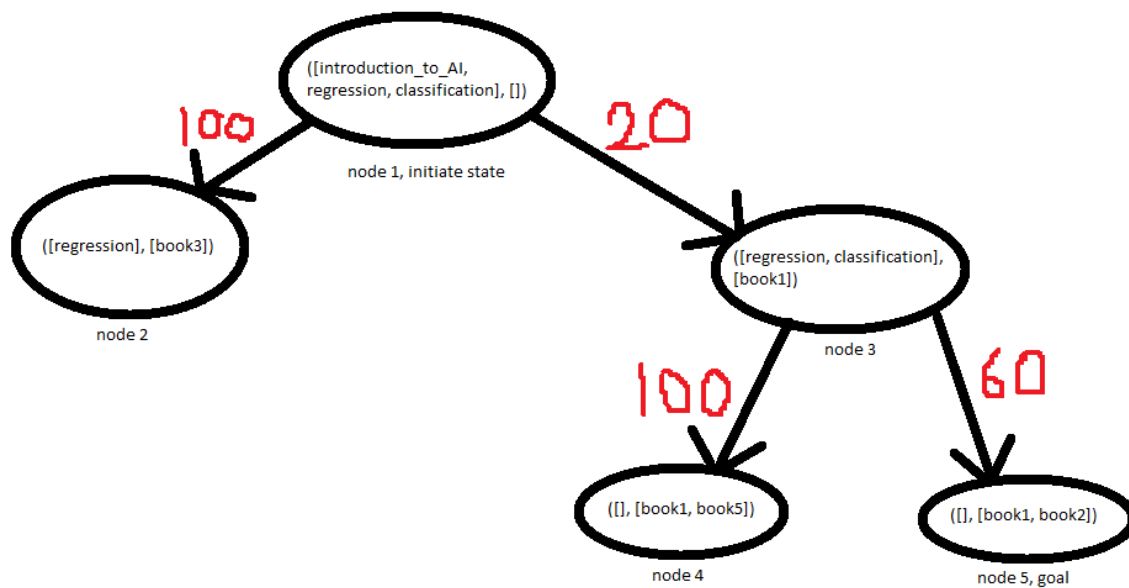 ([introduction_to_AI,
regression, classification], [])
100
20
node 1, initiate state
([regression], [book3])
([regression, classification],
[book1])
node 2
node 3
100
60
([], [book1, book5])
([], [book1, book2])
node 4
node 5, goal